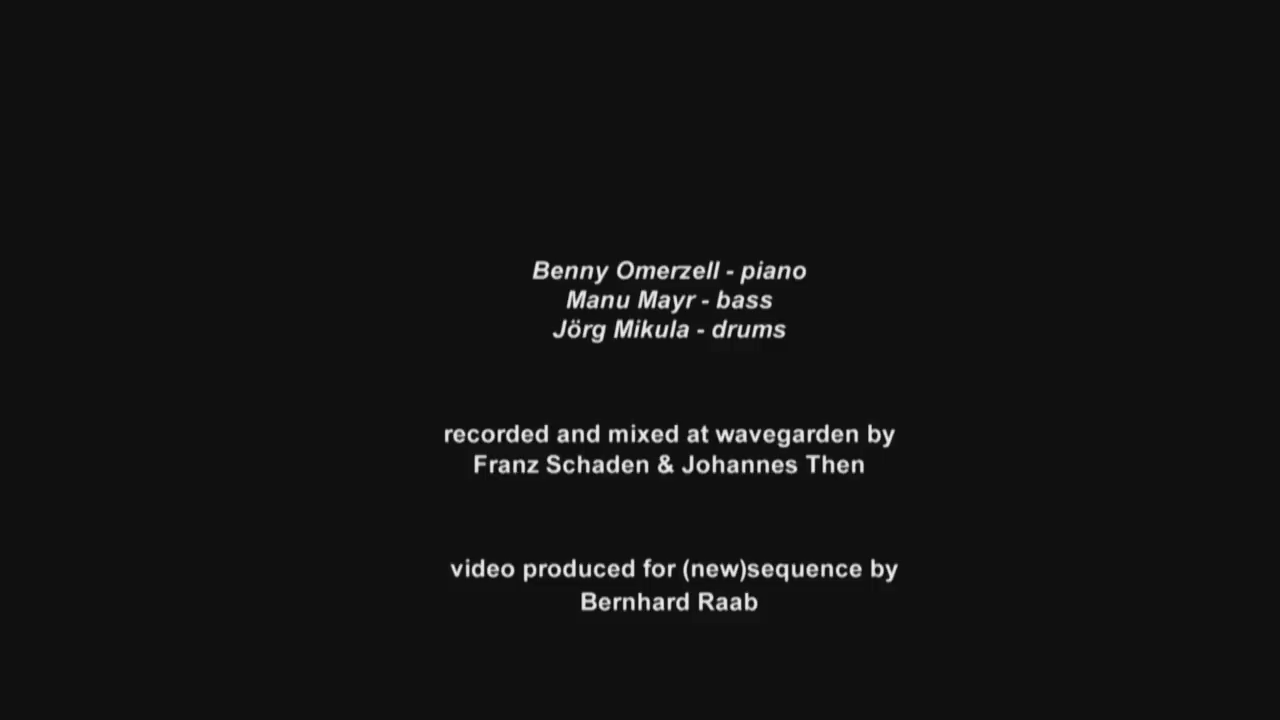 Benny Omerzell - piano
Manu Mayr - bass
Jörg Mikula - drums
recorded and mixed at wavegarden by
Franz Schaden & Johannes Then
video produced for (new)sequence by
Bernhard Raab